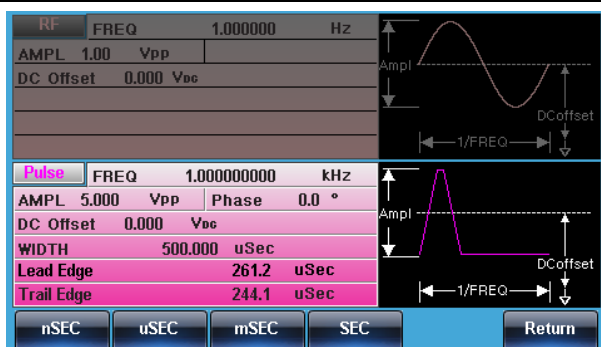 RF FREQ 1.000000 Hz
AMPL 1.00 Vpp
DC Offset 0.000 VDC
Ampl
DCoffset
1/FREQ
Pulse FREQ 1.000000000 kHz
AMPL 5.000 Vpp Phase 0.0 °
DC Offset 0.000 VDC
WIDTH 500.000 uSec
Lead Edge 261.2 uSec
Trail Edge 244.1 uSec
Ampl
DCoffset
1/FREQ
nSEC uSEC mSEC SEC Return